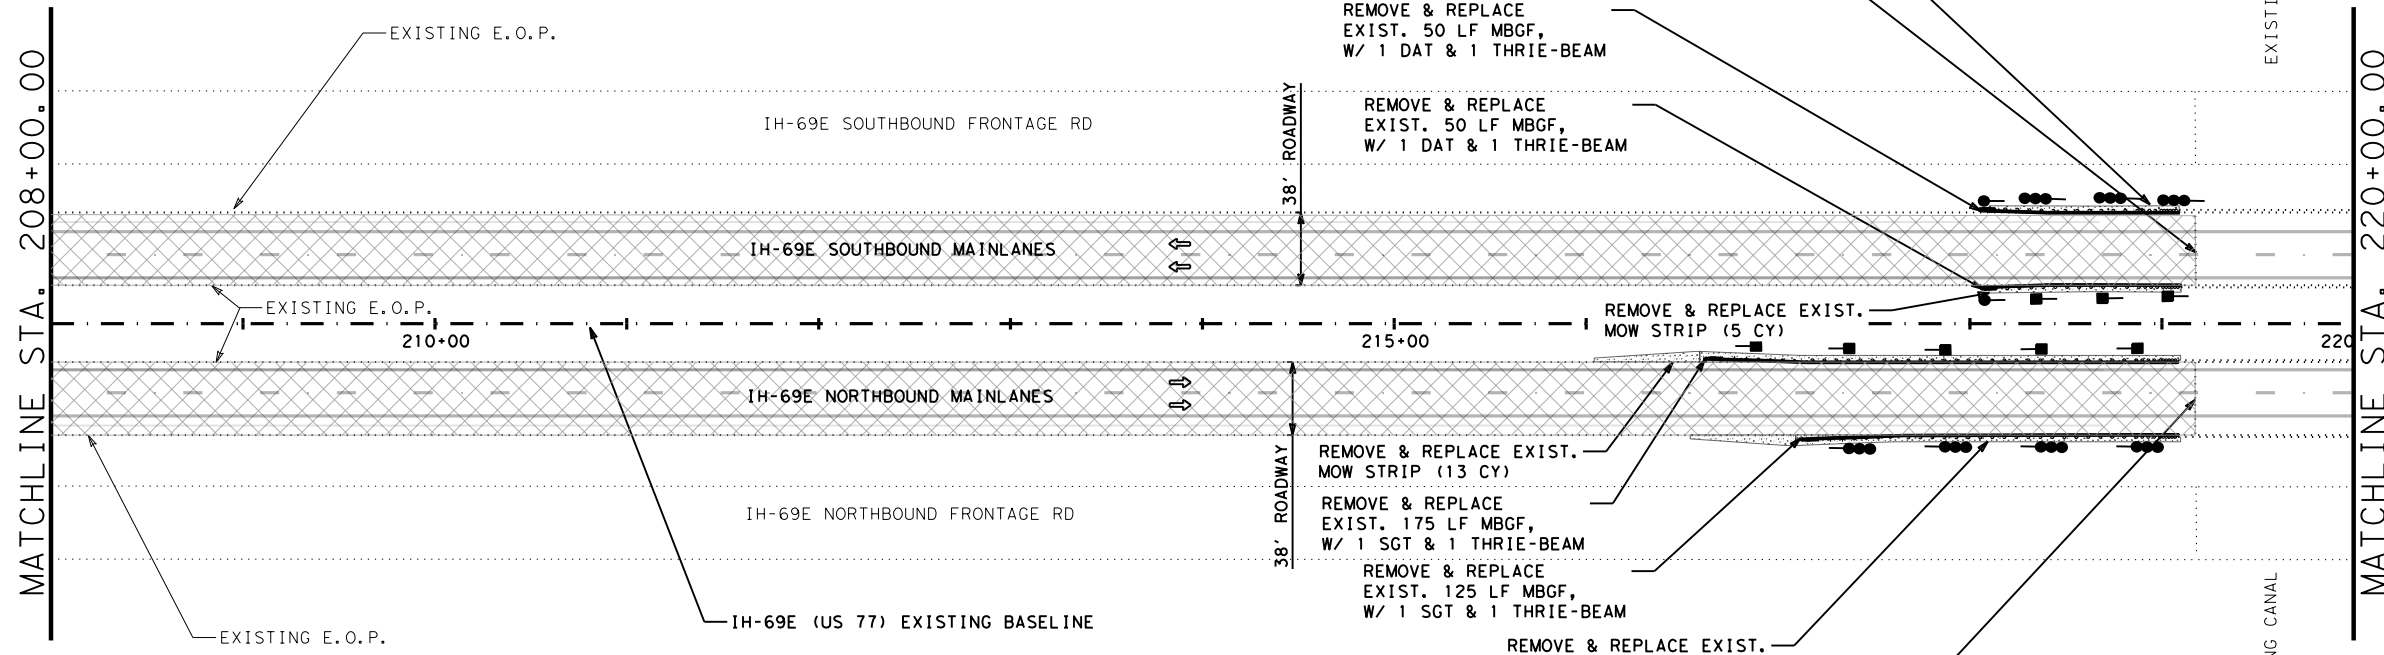 MATCHLINE STA. 208+00.00
EXISTING E.O.P.
IH-69E SOUTHBOUND FRONTAGE RD
38' ROADWAY
REMOVE & REPLACE
EXIST. 50 LF MBGF,
W/ 1 DAT & 1 THRIE-BEAM
REMOVE & REPLACE
EXIST. 50 LF MBGF,
W/ 1 DAT & 1 THRIE-BEAM
IH-69E SOUTHBOUND MAINLANES
EXISTING E.O.P.
REMOVE & REPLACE EXIST.
MOW STRIP (5 CY)
210+00
215+00
220
IH-69E NORTHBOUND MAINLANES
38' ROADWAY
REMOVE & REPLACE EXIST.
MOW STRIP (13 CY)
REMOVE & REPLACE
EXIST. 175 LF MBGF,
W/ 1 SGT & 1 THRIE-BEAM
IH-69E NORTHBOUND FRONTAGE RD
REMOVE & REPLACE
EXIST. 125 LF MBGF,
W/ 1 SGT & 1 THRIE-BEAM
IH-69E (US 77) EXISTING BASELINE
EXISTING E.O.P.
REMOVE & REPLACE EXIST.
EXISTI
NG CANAL
MATCHLINE STA. 220+00.00